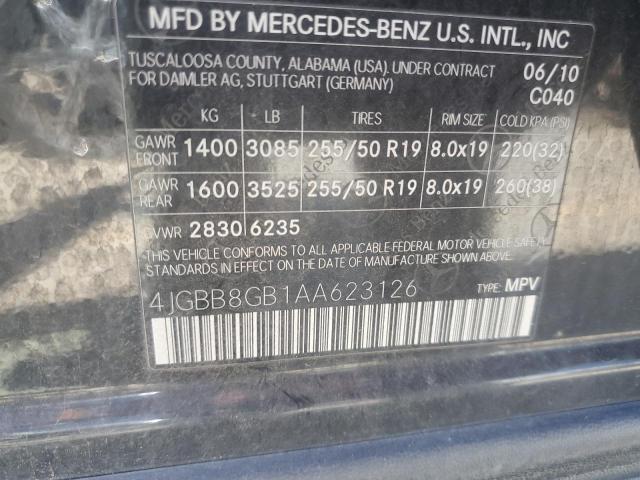 MFD BY MERCEDES-BENZ U.S. INTL., INC
TUSCALOOSA COUNTY, ALABAMA (USA). UNDER CONTRACT 06/10
FOR DAIMLER AG, STUTTGART (GERMANY) C040
KG LB TIRES RIM SIZE COLD KPA (PSI)
GAWR FRONT 1400 3085 255/50 R19 8.0x19 220(32)
GAWR REAR 1600 3525 255/50 R19 8.0x19 260(38)
GVWR 2830 6235
THIS VEHICLE CONFORMS TO ALL APPLICABLE FEDERAL MOTOR VEHICLE SAFETY
STANDARDS IN EFFECT ON THE DATE OF MANUFACTURE SHOWN ABOVE.
4JGBB8GB1AA623126 TYPE: MPV